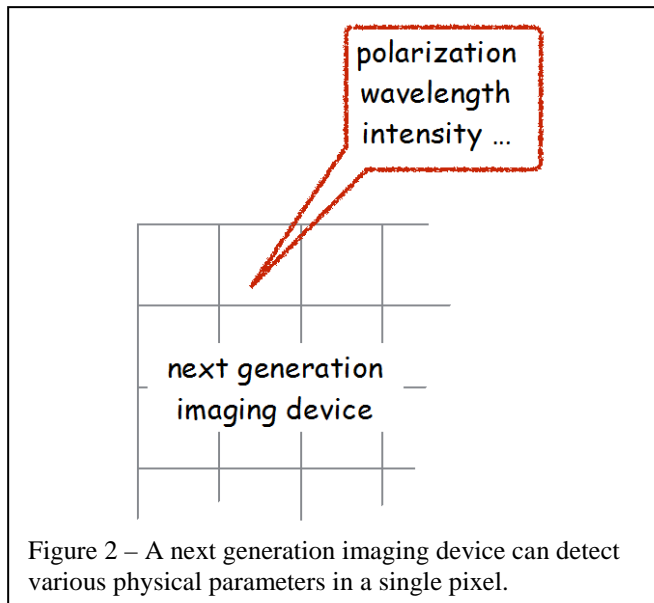 polarization
wavelength
intensity ...
next generation
imaging device
Figure 2 – A next generation imaging device can detect
various physical parameters in a single pixel.